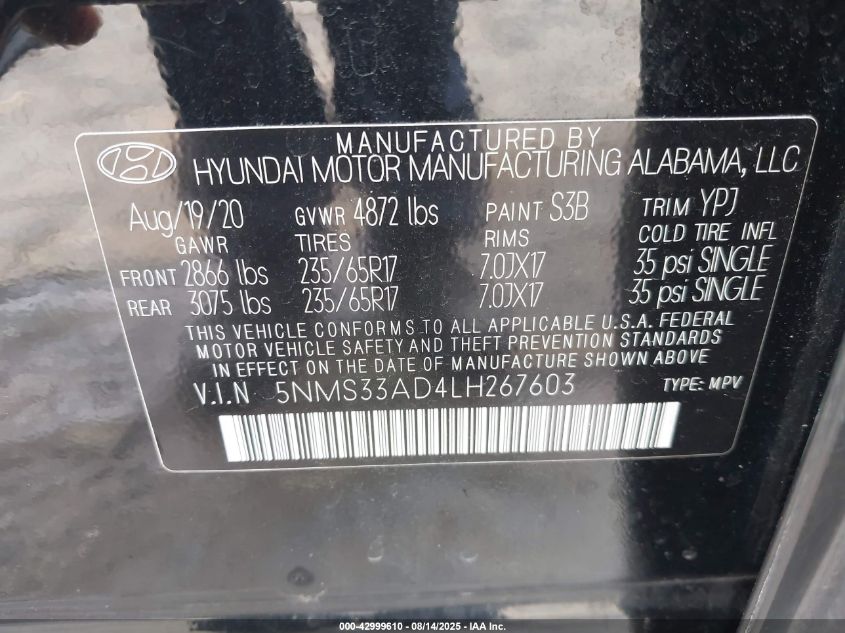 MANUFACTURED BY
HYUNDAI MOTOR MANUFACTURING ALABAMA, LLC
Aug/19/20 GVWR 4872 lbs PAINT S3B TRIM YPJ
GAWR TIRES RIMS COLD TIRE INFL
FRONT 2866 lbs 235/65R17 7.0JX17 35 psi SINGLE
REAR 3075 lbs 235/65R17 7.0JX17 35 psi SINGLE
THIS VEHICLE CONFORMS TO ALL APPLICABLE U.S.A. FEDERAL
MOTOR VEHICLE SAFETY AND THEFT PREVENTION STANDARDS
IN EFFECT ON THE DATE OF MANUFACTURE SHOWN ABOVE
V.I.N 5NMS33AD4LH267603 TYPE: MPV
000-42999610 - 08/14/2025 - IAA Inc.